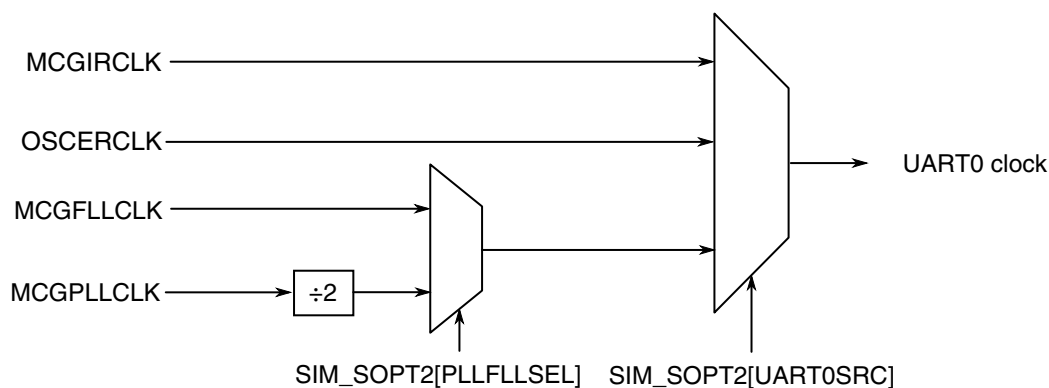 MCGIRCLK
OSCERCLK
UART0 clock
MCGFLLCLK
MCGPLLCLK
÷2
SIM_SOPT2[PLLFLLSEL]
SIM_SOPT2[UART0SRC]